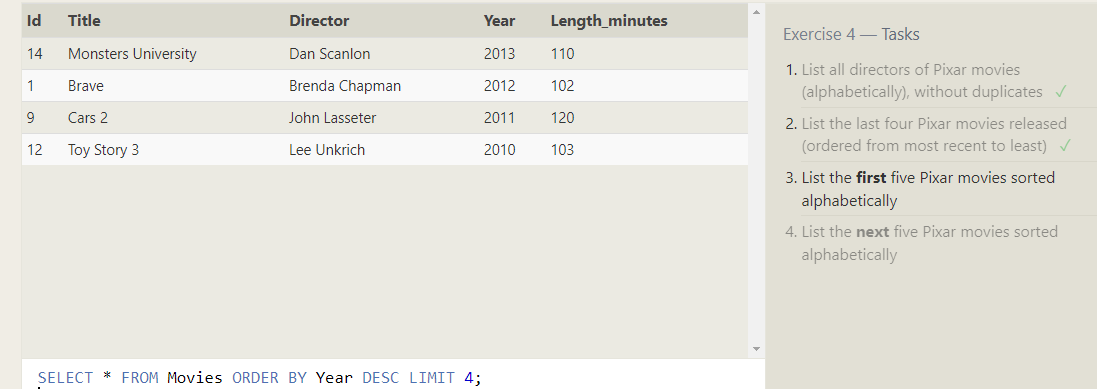 Id Title Director Year Length_minutes
14 Monsters University Dan Scanlon 2013 110
1 Brave Brenda Chapman 2012 102
9 Cars 2 John Lasseter 2011 120
12 Toy Story 3 Lee Unkrich 2010 103
SELECT * FROM Movies ORDER BY Year DESC LIMIT 4;
Exercise 4 — Tasks
1. List all directors of Pixar movies
(alphabetically), without duplicates ✓
2. List the last four Pixar movies released
(ordered from most recent to least) ✓
3. List the first five Pixar movies sorted
alphabetically
4. List the next five Pixar movies sorted
alphabetically